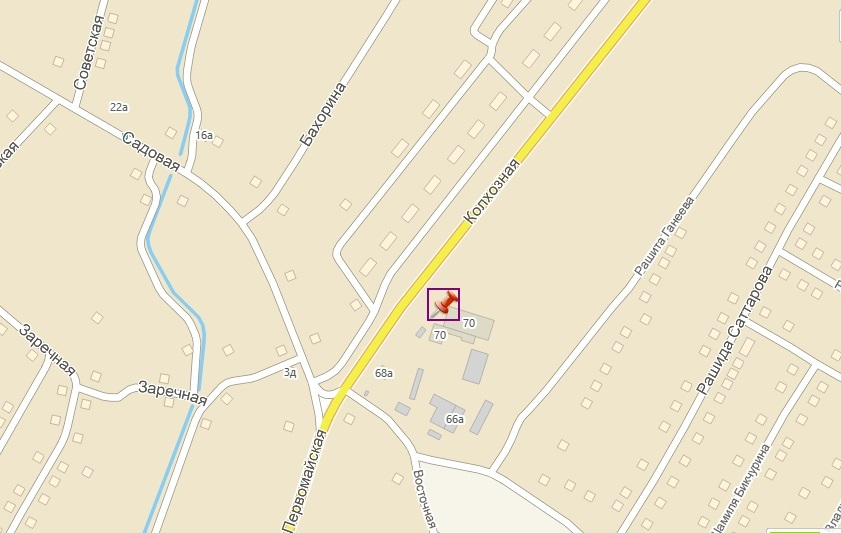 Советская
22а
16а
Садовая
Бахорина
Колхозная
Рашита Ганеева
Рашида Саттарова
70
70
68а
66а
3д
Заречная
Заречная
Первомайская
Восточная
Шамиля Бикчурина